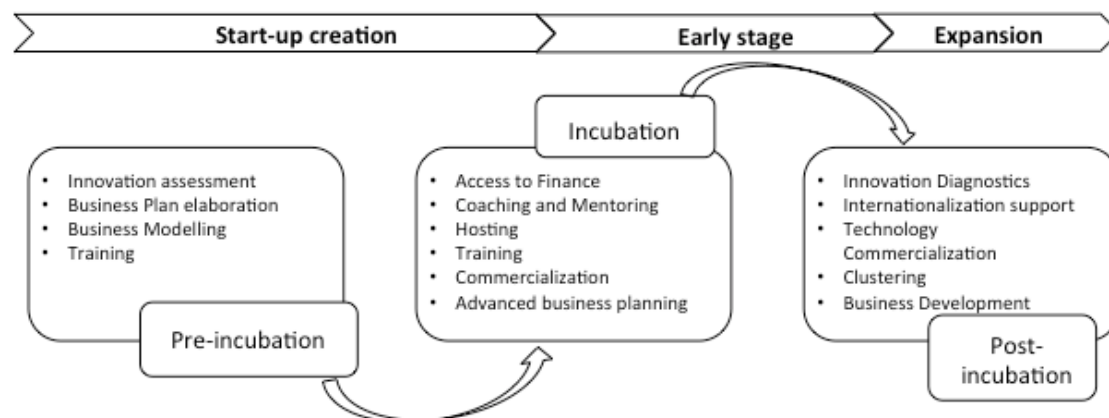 Start-up creation
Early stage
Expansion
Pre-incubation
• Innovation assessment
• Business Plan elaboration
• Business Modelling
• Training
Incubation
• Access to Finance
• Coaching and Mentoring
• Hosting
• Training
• Commercialization
• Advanced business planning
• Innovation Diagnostics
• Internationalization support
• Technology
Commercialization
• Clustering
• Business Development
Post-
incubation